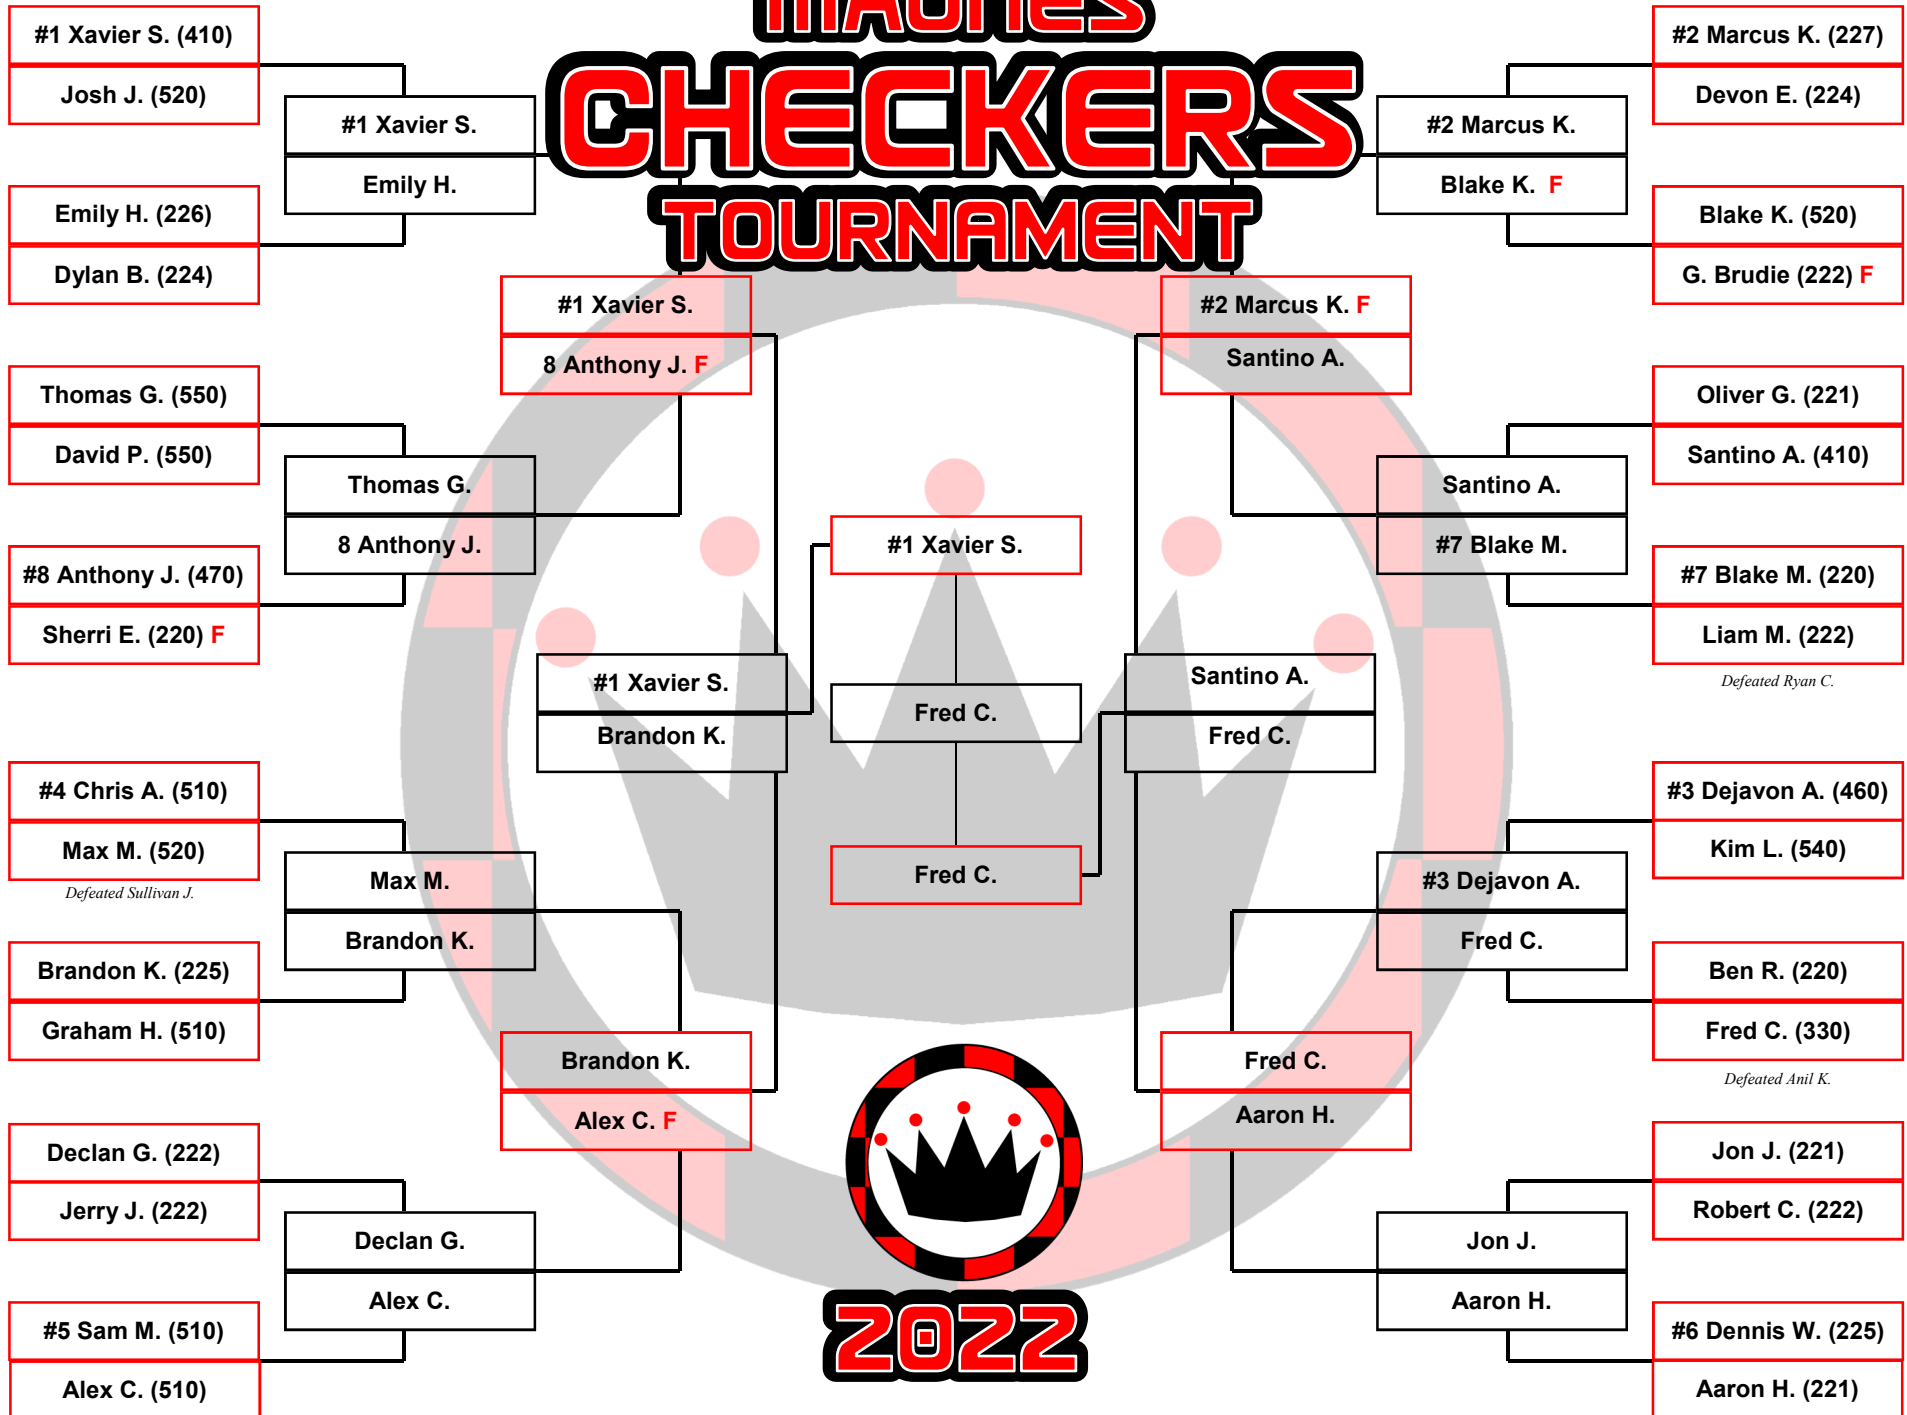 CHECKERS
TOURNAMENT
#1 Xavier S. (410)
Josh J. (520)
#1 Xavier S.
Emily H.
Emily H. (226)
Dylan B. (224)
#1 Xavier S.
8 Anthony J. F
Thomas G. (550)
David P. (550)
Thomas G.
8 Anthony J.
#8 Anthony J. (470)
Sherri E. (220) F
#1 Xavier S.
Brandon K.
#4 Chris A. (510)
Max M. (520)
Defeated Sullivan J.
Max M.
Brandon K.
Brandon K. (225)
Graham H. (510)
Brandon K.
Alex C. F
Declan G. (222)
Jerry J. (222)
Declan G.
Alex C.
#5 Sam M. (510)
Alex C. (510)
#1 Xavier S.
Fred C.
Fred C.
2022
#2 Marcus K. (227)
Devon E. (224)
#2 Marcus K.
Blake K. F
Blake K. (520)
G. Brudie (222) F
#2 Marcus K. F
Santino A.
Oliver G. (221)
Santino A. (410)
Santino A.
#7 Blake M.
#7 Blake M. (220)
Liam M. (222)
Defeated Ryan C.
Santino A.
Fred C.
#3 Dejavon A. (460)
Kim L. (540)
#3 Dejavon A.
Fred C.
Ben R. (220)
Fred C. (330)
Defeated Anil K.
Fred C.
Aaron H.
Jon J. (221)
Robert C. (222)
Jon J.
Aaron H.
#6 Dennis W. (225)
Aaron H. (221)